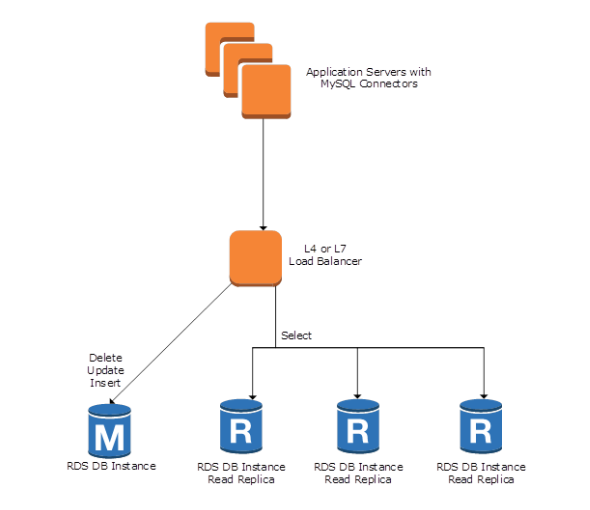 Application Servers with
MySQL Connectors
L4 or L7
Load Balancer
Select
Delete
Update
Insert
M
R
R
R
RDS DB Instance
RDS DB Instance
Read Replica
RDS DB Instance
Read Replica
RDS DB Instance
Read Replica